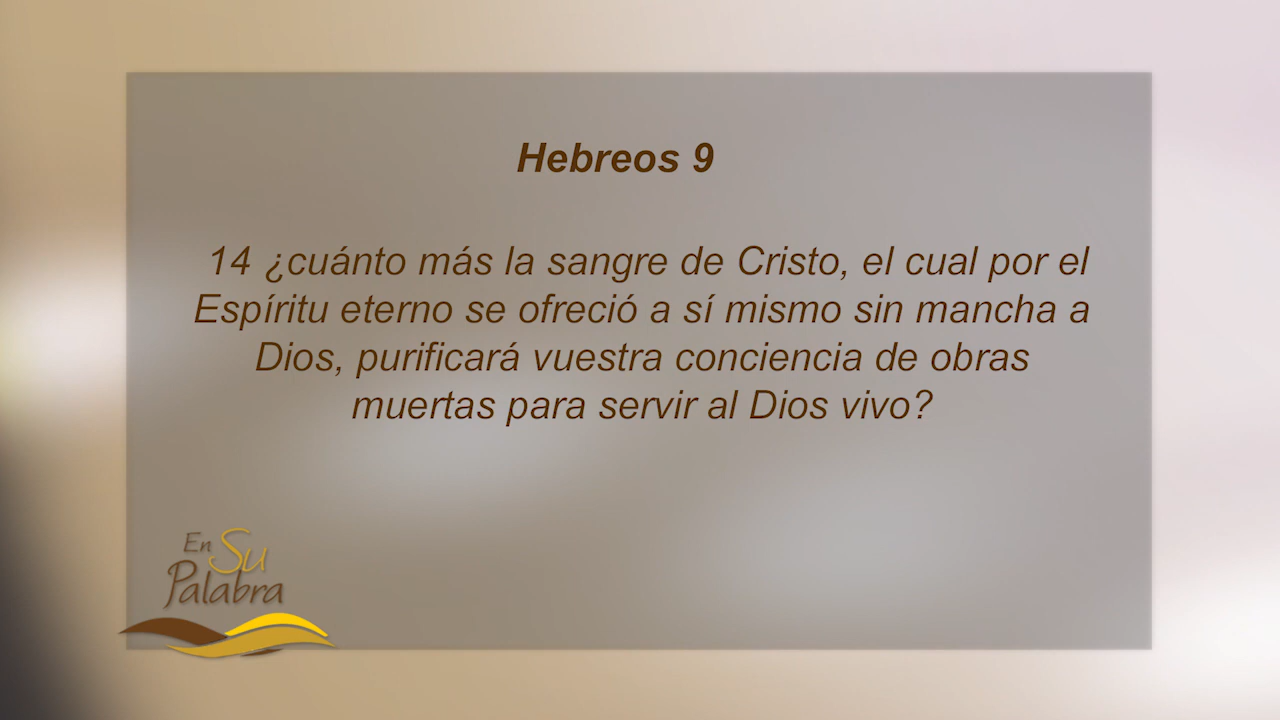 Hebreos 9
14 ¿cuánto más la sangre de Cristo, el cual por el
Espíritu eterno se ofreció a sí mismo sin mancha a
Dios, purificará vuestra conciencia de obras
muertas para servir al Dios vivo?
En Su
Palabra